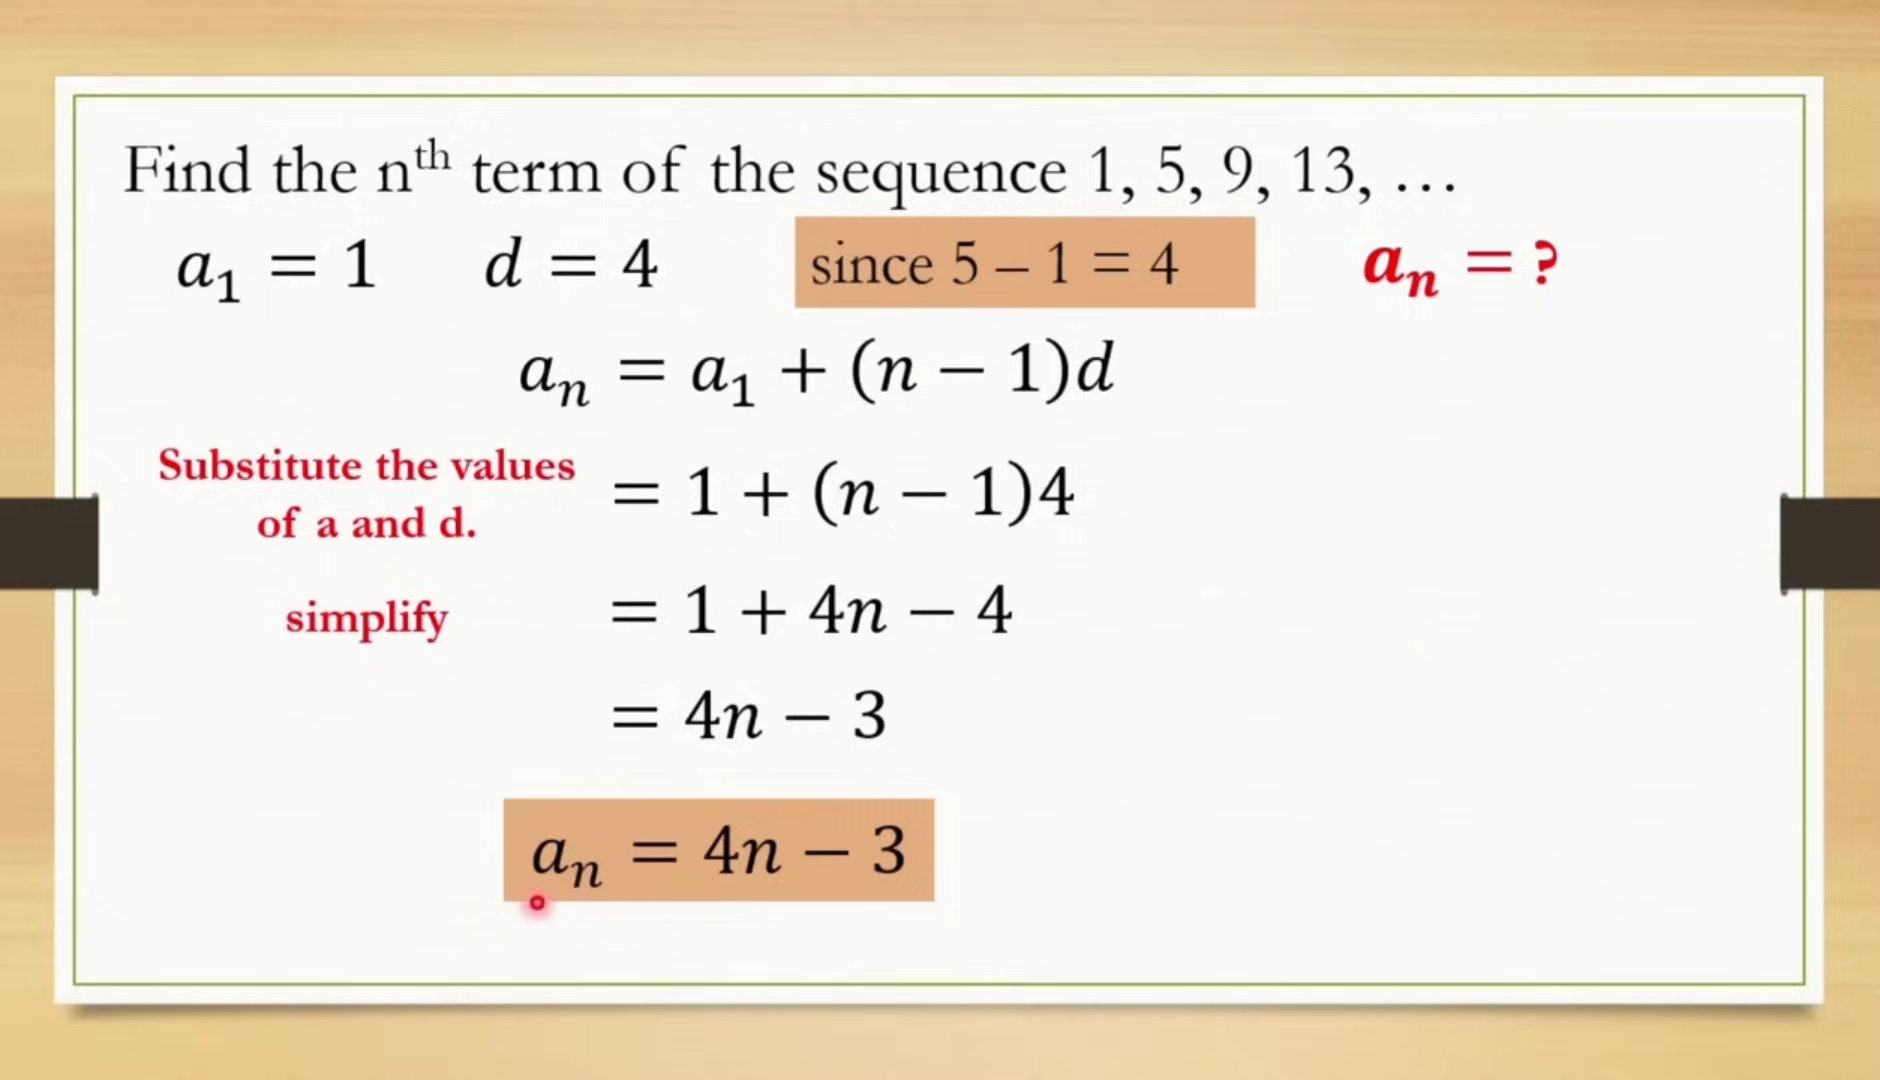 Find the nᵗʰ term of the sequence 1, 5, 9, 13, …
a₁ = 1 d = 4 since 5 – 1 = 4 aₙ = ?
aₙ = a₁ + (n − 1)d
Substitute the values
of a and d.
= 1 + (n − 1)4
simplify
= 1 + 4n − 4
= 4n − 3
aₙ = 4n − 3